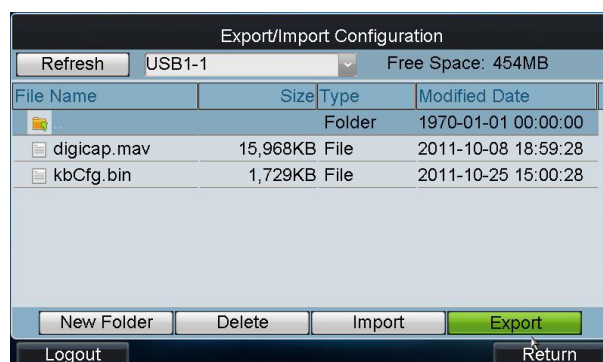 Export/Import Configuration
Refresh USB1-1 Free Space: 454MB
File Name Size Type Modified Date
.. Folder 1970-01-01 00:00:00
digicap.mav 15,968KB File 2011-10-08 18:59:28
kbCfg.bin 1,729KB File 2011-10-25 15:00:28
New Folder Delete Import Export
Logout Return